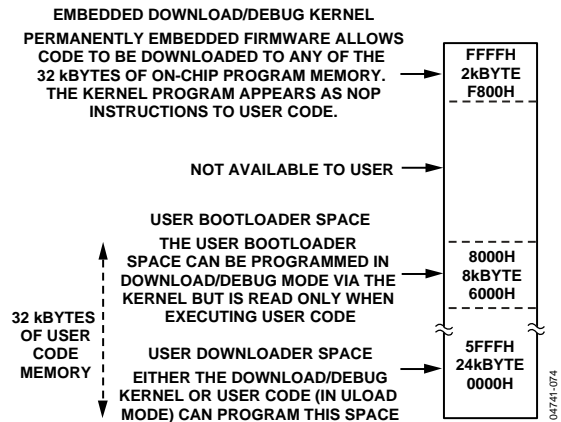 EMBEDDED DOWNLOAD/DEBUG KERNEL
PERMANENTLY EMBEDDED FIRMWARE ALLOWS
CODE TO BE DOWNLOADED TO ANY OF THE
32 kBYTES OF ON-CHIP PROGRAM MEMORY.
THE KERNEL PROGRAM APPEARS AS NOP
INSTRUCTIONS TO USER CODE.
FFFFH
2kBYTE
F800H
NOT AVAILABLE TO USER
USER BOOTLOADER SPACE
THE USER BOOTLOADER
SPACE CAN BE PROGRAMMED IN
DOWNLOAD/DEBUG MODE VIA THE
KERNEL BUT IS READ ONLY WHEN
EXECUTING USER CODE
8000H
8kBYTE
6000H
32 kBYTES
OF USER
CODE
MEMORY
USER DOWNLOADER SPACE
EITHER THE DOWNLOAD/DEBUG
KERNEL OR USER CODE (IN ULOAD
MODE) CAN PROGRAM THIS SPACE
5FFFH
24kBYTE
0000H
04741-074